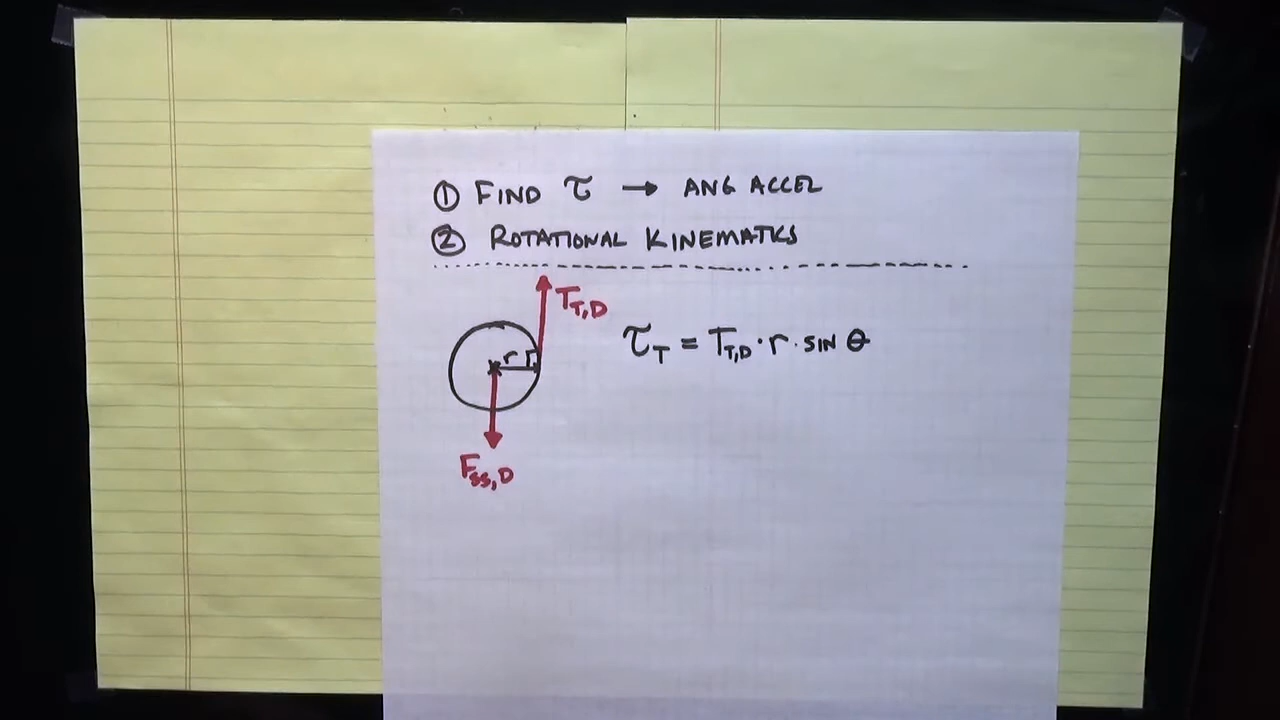 ① FIND τ → ANG ACCEL
② ROTATIONAL KINEMATICS
T_T,D
r
τ_T = T_T,D · r · SIN θ
F_SS,D